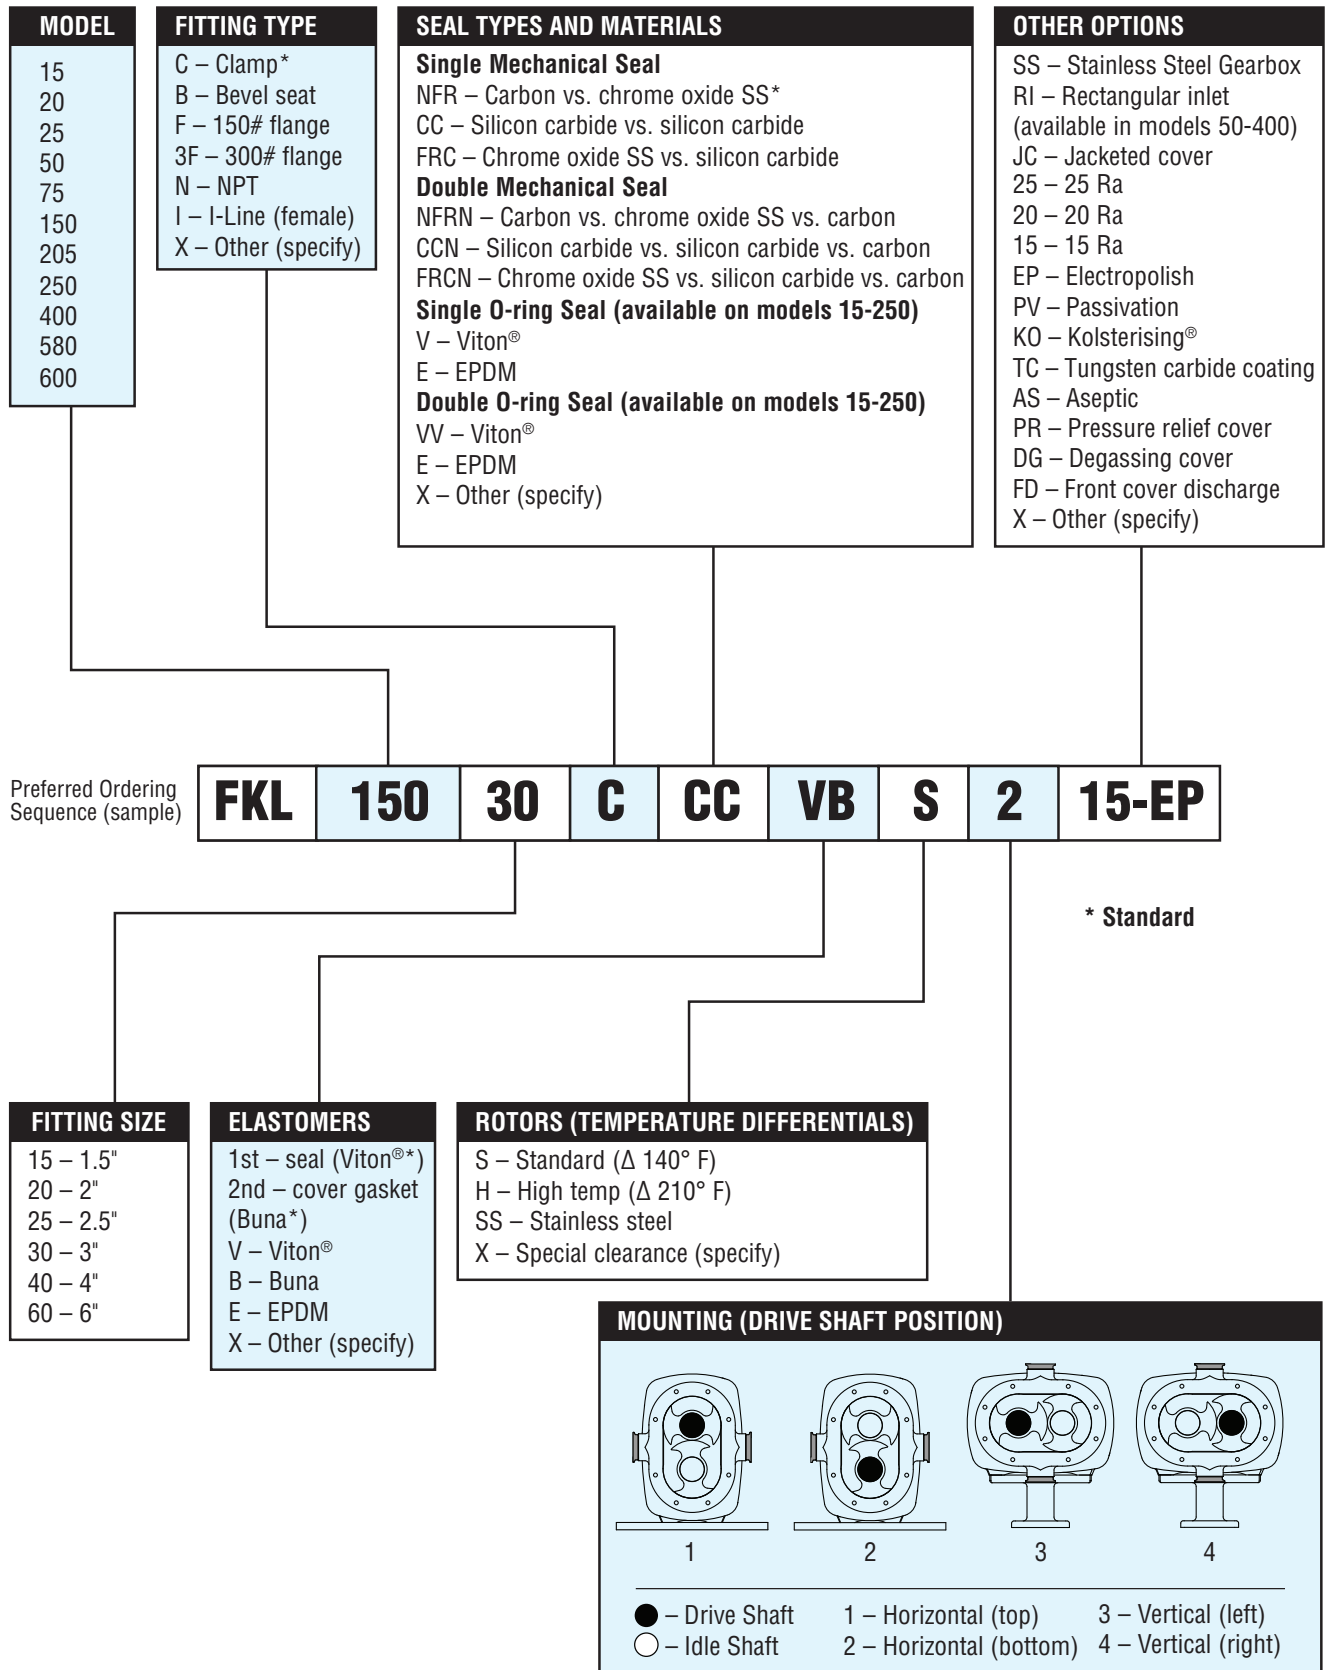 MODEL
15
20
25
50
75
150
205
250
400
580
600
FITTING TYPE
C – Clamp*
B – Bevel seat
F – 150# flange
3F – 300# flange
N – NPT
I – I-Line (female)
X – Other (specify)
SEAL TYPES AND MATERIALS
Single Mechanical Seal
NFR – Carbon vs. chrome oxide SS*
CC – Silicon carbide vs. silicon carbide
FRC – Chrome oxide SS vs. silicon carbide
Double Mechanical Seal
NFRN – Carbon vs. chrome oxide SS vs. carbon
CCN – Silicon carbide vs. silicon carbide vs. carbon
FRCN – Chrome oxide SS vs. silicon carbide vs. carbon
Single O-ring Seal (available on models 15-250)
V – Viton®
E – EPDM
Double O-ring Seal (available on models 15-250)
VV – Viton®
E – EPDM
X – Other (specify)
OTHER OPTIONS
SS – Stainless Steel Gearbox
RI – Rectangular inlet
(available in models 50-400)
JC – Jacketed cover
25 – 25 Ra
20 – 20 Ra
15 – 15 Ra
EP – Electropolish
PV – Passivation
KO – Kolsterising®
TC – Tungsten carbide coating
AS – Aseptic
PR – Pressure relief cover
DG – Degassing cover
FD – Front cover discharge
X – Other (specify)
Preferred Ordering
Sequence (sample)
FKL 150 30 C CC VB S 2 15-EP
* Standard
FITTING SIZE
15 – 1.5"
20 – 2"
25 – 2.5"
30 – 3"
40 – 4"
60 – 6"
ELASTOMERS
1st – seal (Viton®*)
2nd – cover gasket
(Buna*)
V – Viton®
B – Buna
E – EPDM
X – Other (specify)
ROTORS (TEMPERATURE DIFFERENTIALS)
S – Standard (Δ 140° F)
H – High temp (Δ 210° F)
SS – Stainless steel
X – Special clearance (specify)
MOUNTING (DRIVE SHAFT POSITION)
1 2 3 4
– Drive Shaft
– Idle Shaft
1 – Horizontal (top)
2 – Horizontal (bottom)
3 – Vertical (left)
4 – Vertical (right)